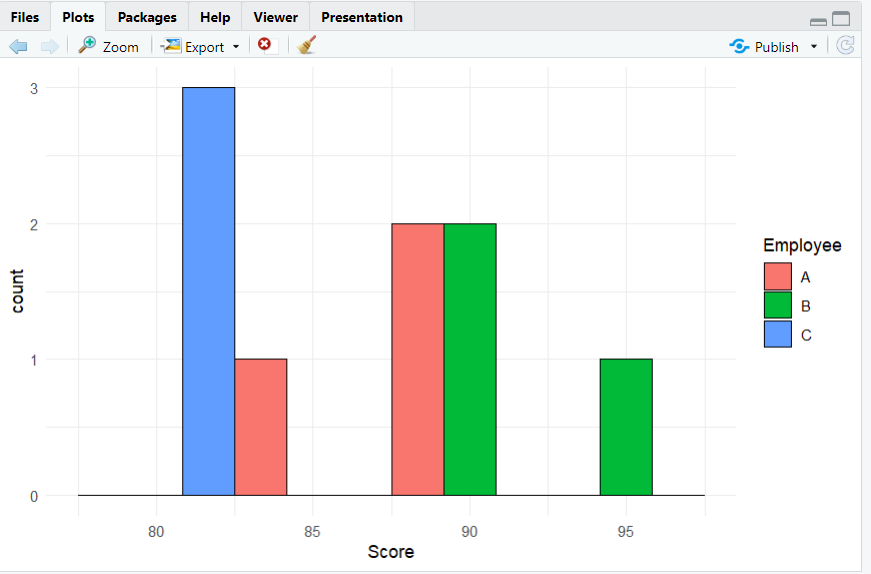 Files Plots Packages Help Viewer Presentation
Zoom Export Publish
3
2
1
0
count
80 85 90 95
Score
Employee
A
B
C